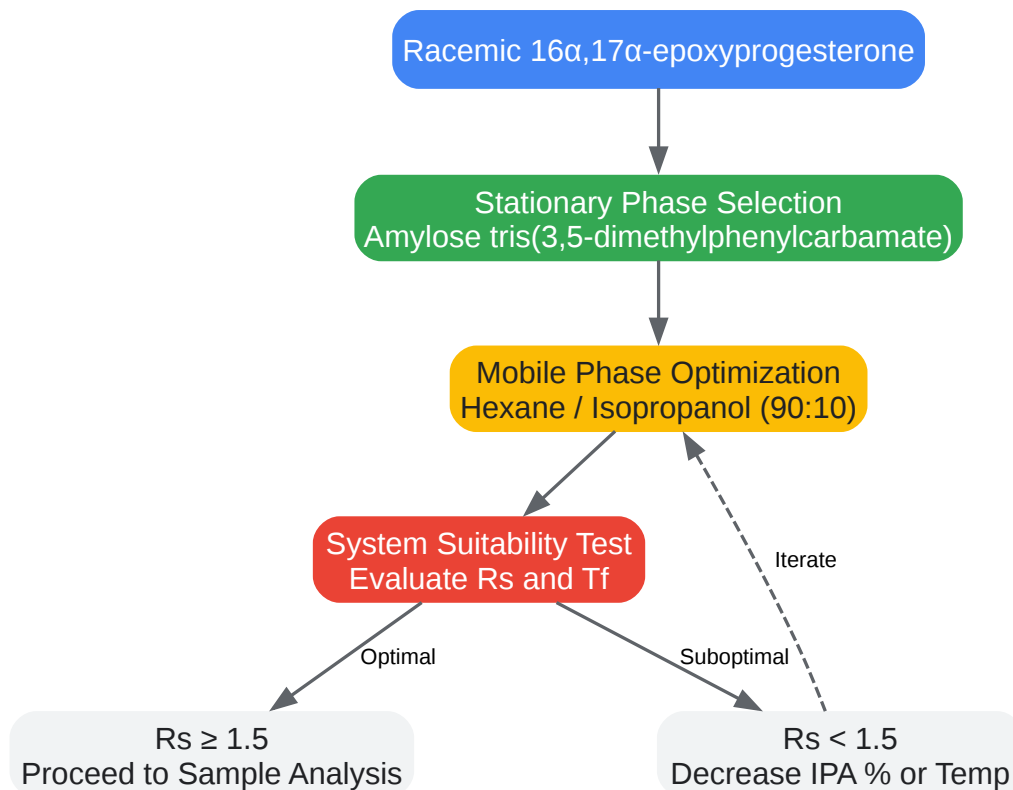 Racemic 16α,17α-epoxyprogesterone
Stationary Phase Selection
Amylose tris(3,5-dimethylphenylcarbamate)
Mobile Phase Optimization
Hexane / Isopropanol (90:10)
System Suitability Test
Evaluate Rs and Tf
Iterate
Optimal
Suboptimal
Rs ≥ 1.5
Proceed to Sample Analysis
Rs < 1.5
Decrease IPA % or Temp